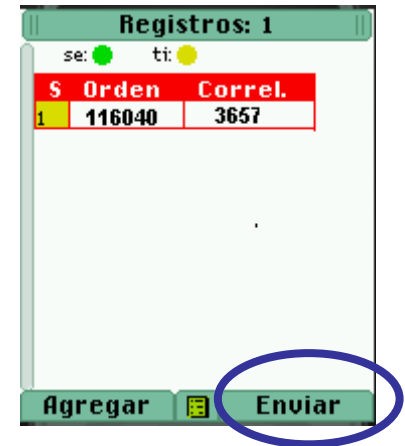 Registros: 1
se: ti:
S Orden Correl.
1 116040 3657
Agregar Enviar